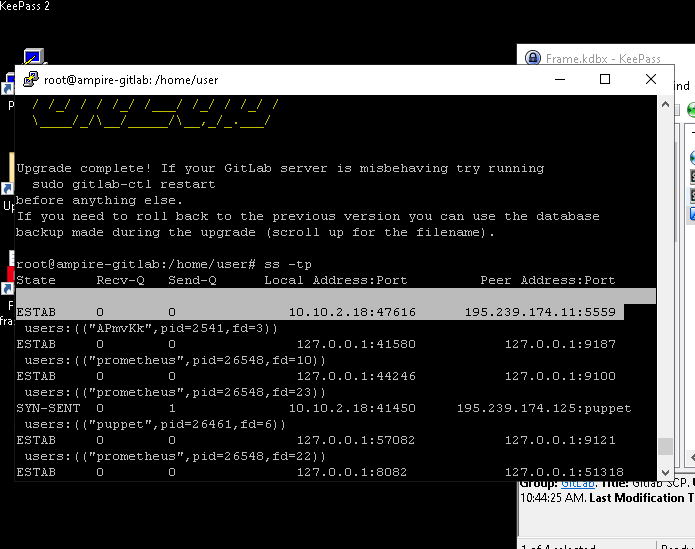 KeePass 2
Frame.kdbx - KeePass
root@ampire-gitlab: /home/user
Upgrade complete! If your GitLab server is misbehaving try running
sudo gitlab-ctl restart
before anything else.
If you need to roll back to the previous version you can use the database
backup made during the upgrade (scroll up for the filename).
root@ampire-gitlab:/home/user# ss -tp
State Recv-Q Send-Q Local Address:Port Peer Address:Port
ESTAB 0 0 10.10.2.18:47616 195.239.174.11:5559
users:(("APmvKk",pid=2541,fd=3))
ESTAB 0 0 127.0.0.1:41580 127.0.0.1:9187
users:(("prometheus",pid=26548,fd=10))
ESTAB 0 0 127.0.0.1:44246 127.0.0.1:9100
users:(("prometheus",pid=26548,fd=23))
SYN-SENT 0 1 10.10.2.18:41450 195.239.174.125:puppet
users:(("puppet",pid=26461,fd=6))
ESTAB 0 0 127.0.0.1:57082 127.0.0.1:9121
users:(("prometheus",pid=26548,fd=22))
ESTAB 0 0 127.0.0.1:8082 127.0.0.1:51318
Group: GitLab, Title: Gitlab SCP,
10:44:25 AM. Last Modification T
1 of 4 selected